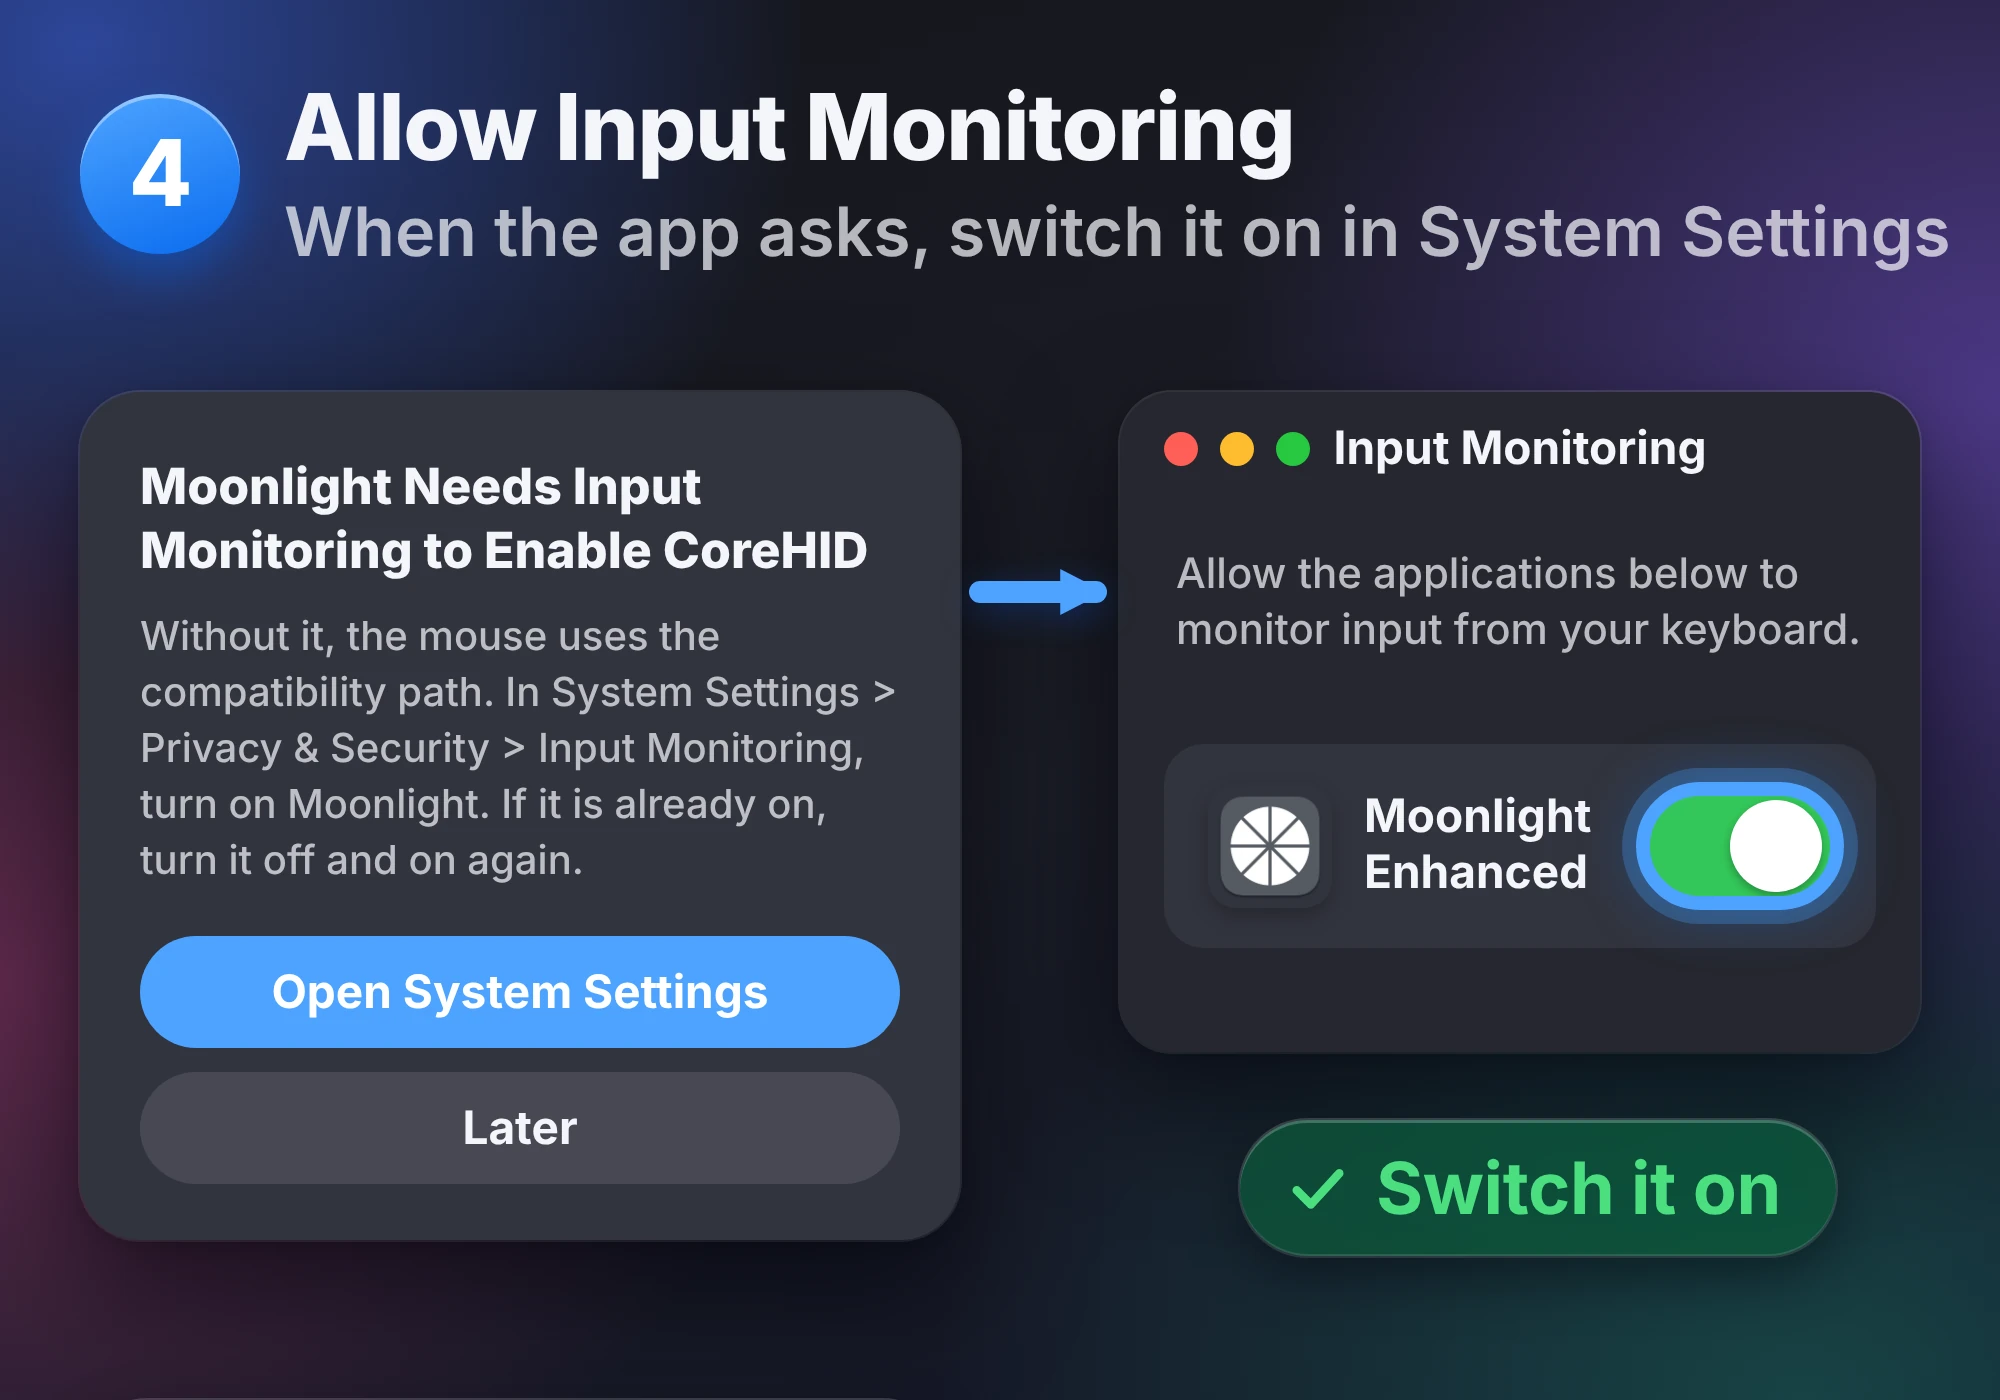 4
Allow Input Monitoring
When the app asks, switch it on in System Settings
Moonlight Needs Input
Monitoring to Enable CoreHID
Without it, the mouse uses the
compatibility path. In System Settings >
Privacy & Security > Input Monitoring,
turn on Moonlight. If it is already on,
turn it off and on again.
Open System Settings
Later
Input Monitoring
Allow the applications below to
monitor input from your keyboard.
Moonlight
Enhanced
Switch it on